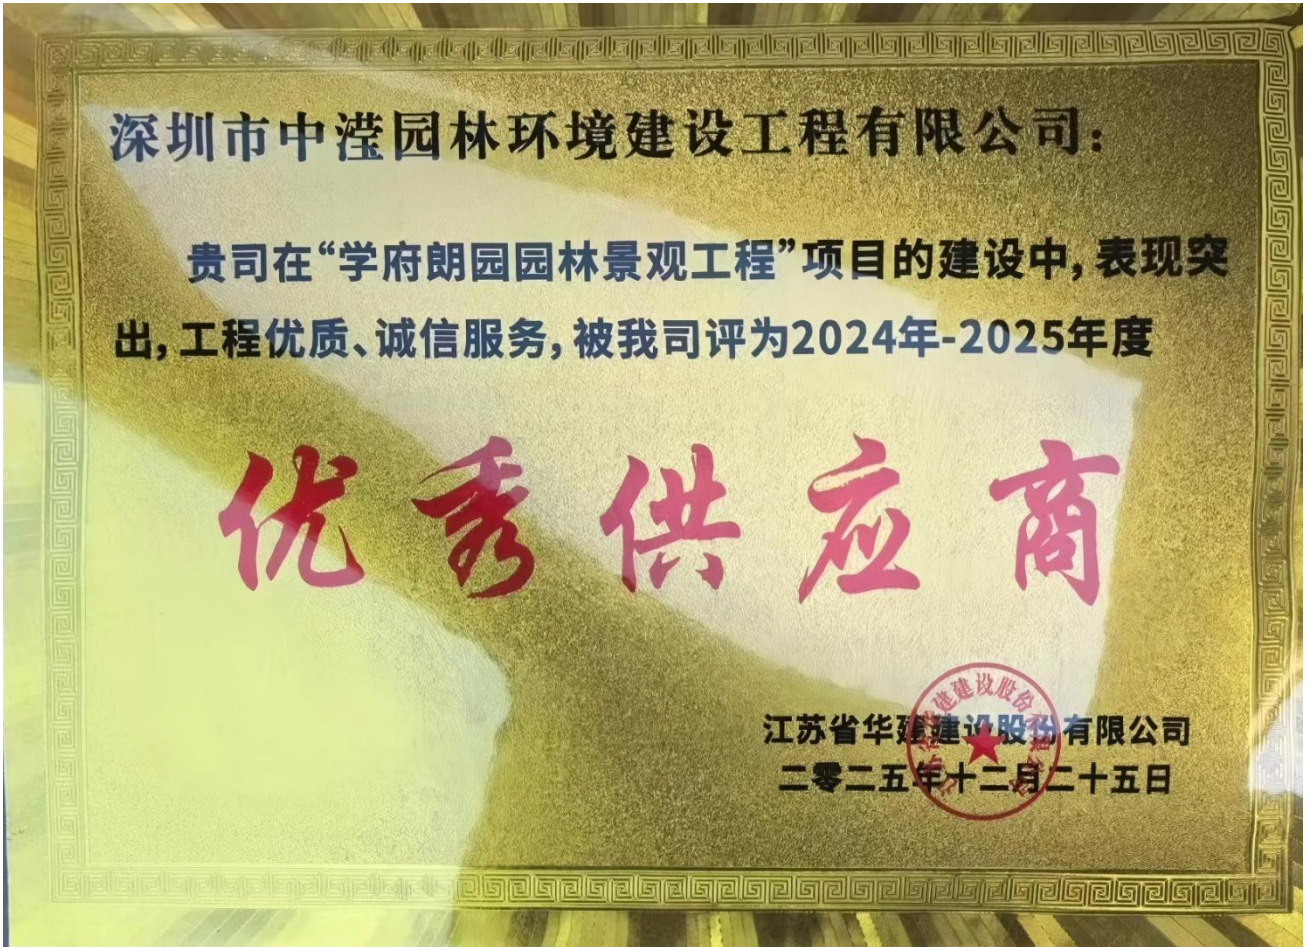 深圳市中滢园林环境建设工程有限公司：
贵司在“学府朗园园林景观工程”项目的建设中，表现突
出，工程优质、诚信服务，被我司评为2024年-2025年度
优秀供应商
江苏省华建建设股份有限公司
二零二五年十二月二十五日